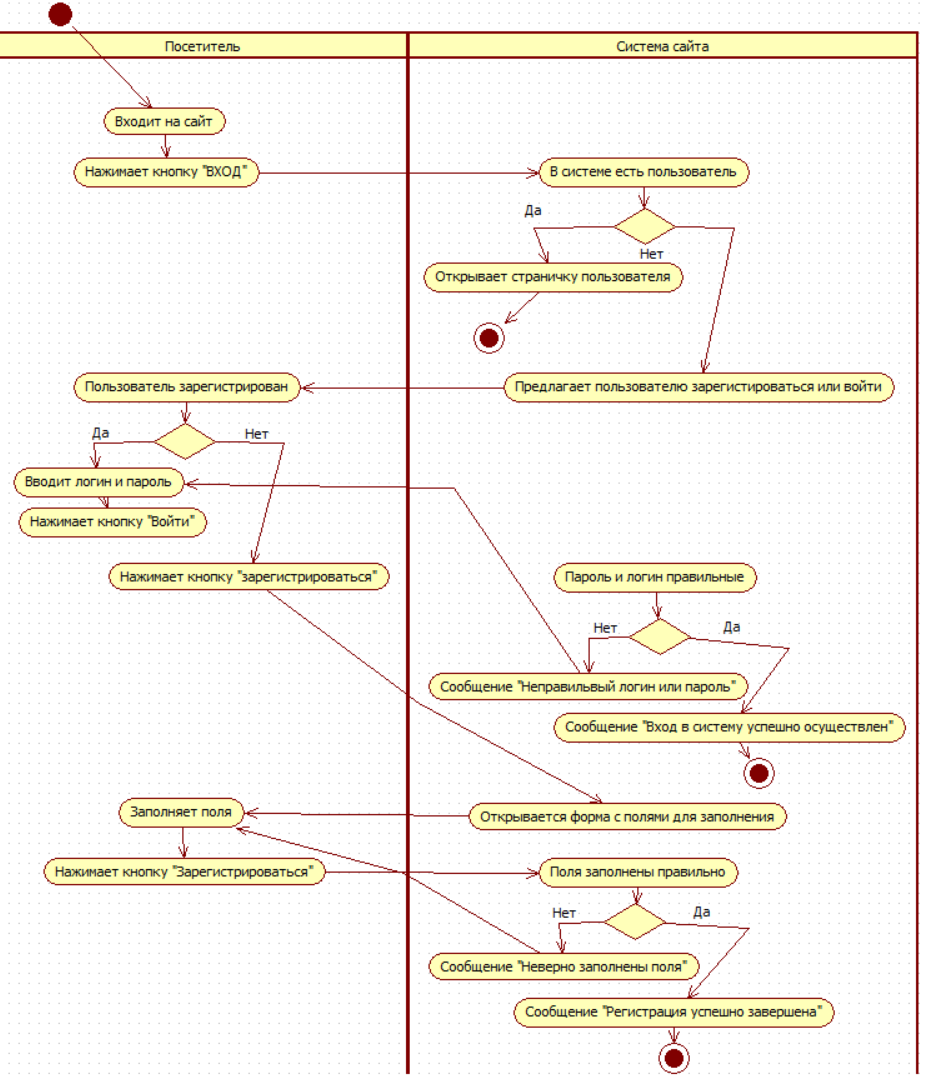 Посетитель
Система сайта
Входит на сайт
Нажимает кнопку "ВХОД"
В системе есть пользователь
Да
Нет
Открывает страничку пользователя
Пользователь зарегистрирован
Предлагает пользователю зарегистироваться или войти
Да
Нет
Вводит логин и пароль
Нажимает кнопку "Войти"
Нажимает кнопку "зарегистрироваться"
Пароль и логин правильные
Нет
Да
Сообщение "Неправильвый логин или пароль"
Сообщение "Вход в систему успешно осуществлен"
Заполняет поля
Открывается форма с полями для заполнения
Нажимает кнопку "Зарегистрироваться"
Поля заполнены правильно
Нет
Да
Сообщение "Неверно заполнены поля"
Сообщение "Регистрация успешно завершена"